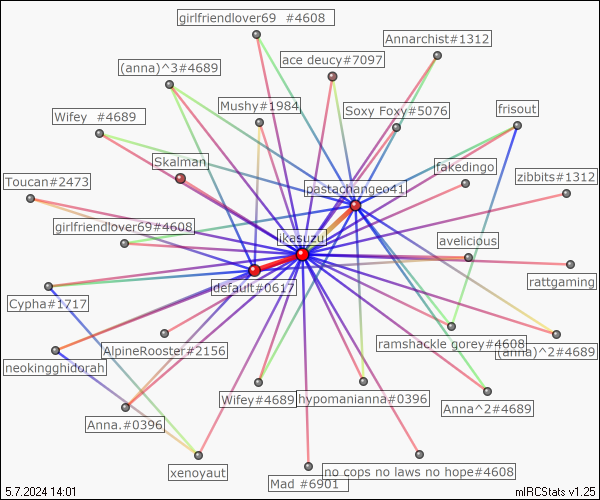 girlfriendlover69 #4608
Annarchist#1312
ace deucy#7097
(anna)^3#4689
Mushy#1984
Soxy Foxy#5076
frisout
Wifey #4689
Skalman
fakedingo
zibbits#1312
Toucan#2473
pastachangeo41
girlfriendlover69#4608
ikasuzu
avelicious
rattgaming
default#0617
Cypha#1717
AlpineRooster#2156
ramshackle gorey#4608
(anna)^2#4689
neokingghidorah
Wifey#4689
hypomanianna#0396
Anna^2#4689
Anna.#0396
xenoyaut
no cops no laws no hope#4608
Mad #6901
5.7.2024 14:01
mIRCStats v1.25